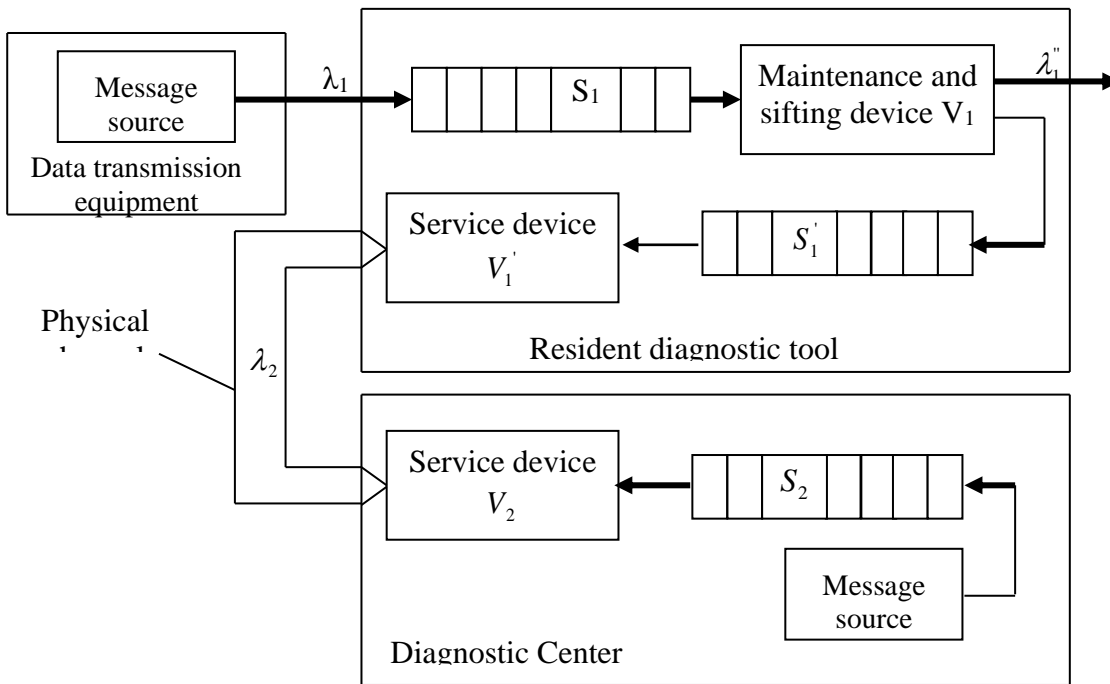 Message
source
Data transmission
equipment
λ₁
S₁
Maintenance and
sifting device V₁
λ₁''
Service device
V₁'
S₁'
Physical
Resident diagnostic tool
λ₂
Service device
V₂
S₂
Message
source
Diagnostic Center